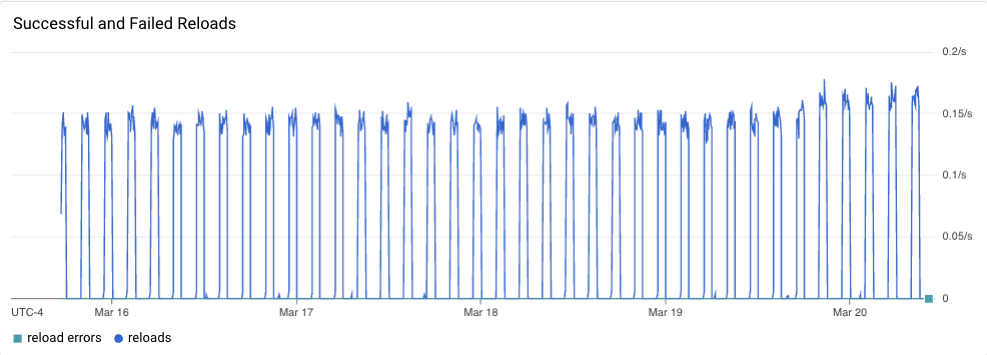 Successful and Failed Reloads
0.2/s
0.15/s
0.1/s
0.05/s
0
UTC-4 Mar 16 Mar 17 Mar 18 Mar 19 Mar 20
reload errors reloads